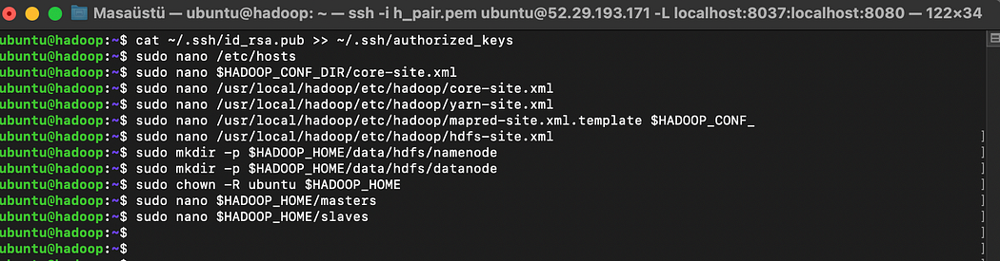 Masaüstü — ubuntu@hadoop: ~ — ssh -i h_pair.pem ubuntu@52.29.193.171 -L localhost:8037:localhost:8080 — 122×34
ubuntu@hadoop:~$ cat ~/.ssh/id_rsa.pub >> ~/.ssh/authorized_keys
ubuntu@hadoop:~$ sudo nano /etc/hosts
ubuntu@hadoop:~$ sudo nano $HADOOP_CONF_DIR/core-site.xml
ubuntu@hadoop:~$ sudo nano /usr/local/hadoop/etc/hadoop/core-site.xml
ubuntu@hadoop:~$ sudo nano /usr/local/hadoop/etc/hadoop/yarn-site.xml
ubuntu@hadoop:~$ sudo nano /usr/local/hadoop/etc/hadoop/mapred-site.xml.template $HADOOP_CONF_
ubuntu@hadoop:~$ sudo nano /usr/local/hadoop/etc/hadoop/hdfs-site.xml ]
ubuntu@hadoop:~$ sudo mkdir -p $HADOOP_HOME/data/hdfs/namenode ]
ubuntu@hadoop:~$ sudo mkdir -p $HADOOP_HOME/data/hdfs/datanode ]
ubuntu@hadoop:~$ sudo chown -R ubuntu $HADOOP_HOME ]
ubuntu@hadoop:~$ sudo nano $HADOOP_HOME/masters ]
ubuntu@hadoop:~$ sudo nano $HADOOP_HOME/slaves ]
ubuntu@hadoop:~$ ]
ubuntu@hadoop:~$ ]
ubuntu@hadoop:~$ ]